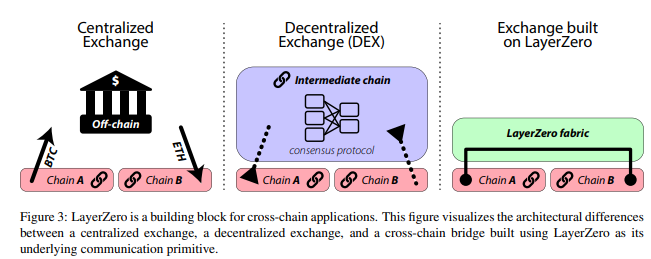 Centralized
Exchange
$
Off-chain
BTC
ETH
Chain A
Chain B
Decentralized
Exchange (DEX)
Intermediate chain
consensus protocol
Chain A
Chain B
Exchange built
on LayerZero
LayerZero fabric
Chain A
Chain B
Figure 3: LayerZero is a building block for cross-chain applications. This figure visualizes the architectural differences
between a centralized exchange, a decentralized exchange, and a cross-chain bridge built using LayerZero as its
underlying communication primitive.